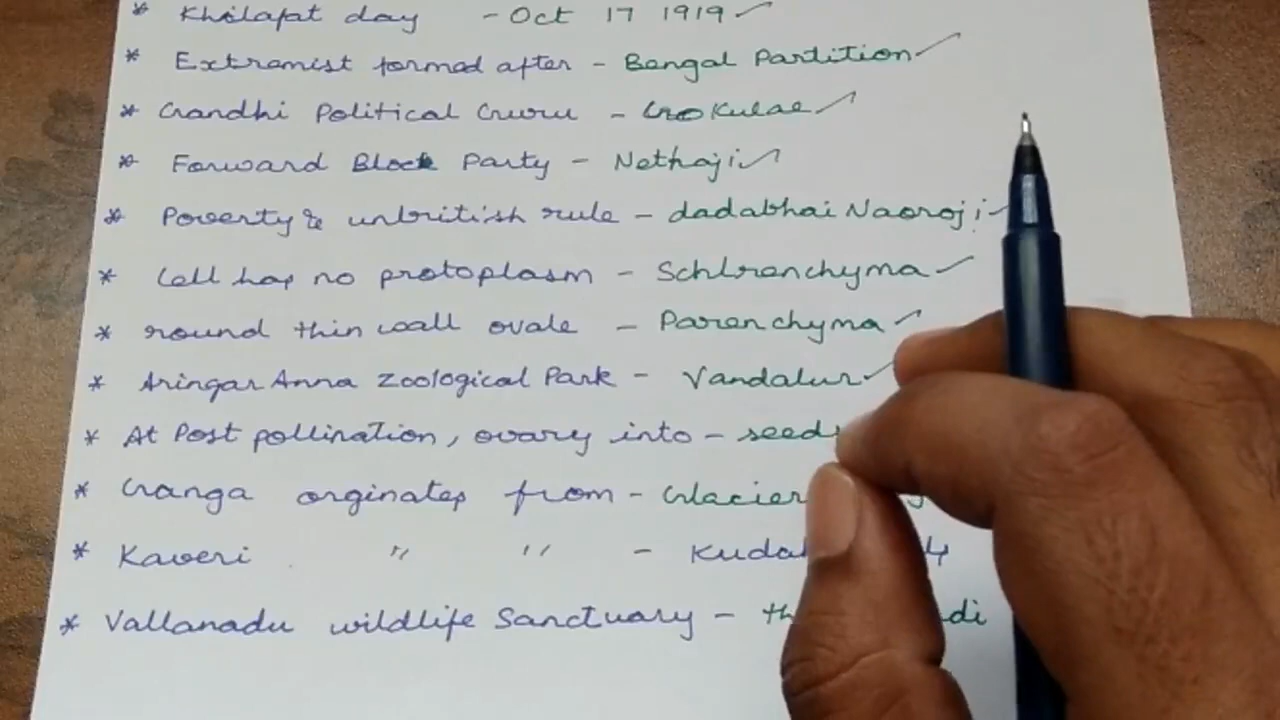 * Khilafat day - Oct 17 1919
* Extremist formed after - Bengal Partition
* Gandhi Political Guru - Gokulae
* Forward Block Party - Nethaji
* Poverty & unbritish rule - dadabhai Naoroji
* Cell has no protoplasm - Schlrenchyma
* round thin wall ovale - Parenchyma
* Aringar Anna Zoological Park - Vandalur
* At Post pollination, ovary into - seeds
* Ganga orginates from - Glacier
* Kaveri " " -
* Vallanadu wildlife Sanctuary -